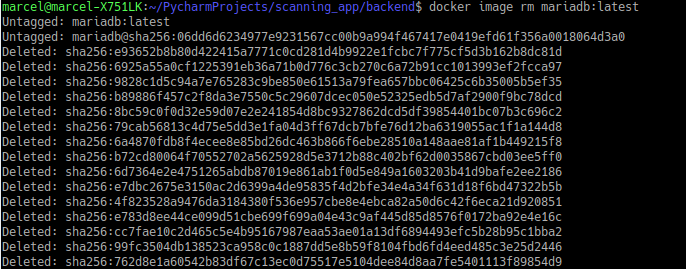 marcel@marcel-X751LK:~/PycharmProjects/scanning_app/backend$ docker image rm mariadb:latest
Untagged: mariadb:latest
Untagged: mariadb@sha256:06dd6d6234977e9231567cc00b9a994f467417e0419efd61f356a0018064d3a0
Deleted: sha256:e93652b8b80d422415a7771c0cd281d4b9922e1fcbc7f775cf5d3b162b8dc81d
Deleted: sha256:6925a55a0cf1225391eb36a71b0d776c3cb270c6a72b91cc1013993ef2fcca97
Deleted: sha256:9828c1d5c94a7e765283c9be850e61513a79fea657bbc06425c6b35005b5ef35
Deleted: sha256:b89886f457c2f8da3e7550c5c29607dcec050e52325edb5d7af2900f9bc78dcd
Deleted: sha256:8bc59c0f0d32e59d07e2e241854d8bc9327862dcd5df39854401bc07b3c696c2
Deleted: sha256:79cab56813c4d75e5dd3e1fa04d3ff67dcb7bfe76d12ba6319055ac1f1a144d8
Deleted: sha256:6a4870fdb8f4ecee8e85bd26dc463b866f6ebe28510a148aae81af1b449215f8
Deleted: sha256:b72cd80064f70552702a5625928d5e3712b88c402bf62d0035867cbd03ee5ff0
Deleted: sha256:6d7364e2e4751265abdb87019e861ab1f0d5e849a1603203b41d9bafe2ee2186
Deleted: sha256:e7dbc2675e3150ac2d6399a4de95835f4d2bfe34e4a34f631d18f6bd47322b5b
Deleted: sha256:4f823528a9476da3184380f536e957cbe8e4ebca82a50d6c42f6eca21d920851
Deleted: sha256:e783d8ee44ce099d51cbe699f699a04e43c9af445d85d8576f0172ba92e4e16c
Deleted: sha256:cc7fae10c2d465c5e4b95167987eaa53ae01a13df6894493efc5b28b95c1bba2
Deleted: sha256:99fc3504db138523ca958c0c1887dd5e8b59f8104fbd6fd4eed485c3e25d2446
Deleted: sha256:762d8e1a60542b83df67c13ec0d75517e5104dee84d8aa7fe5401113f89854d9